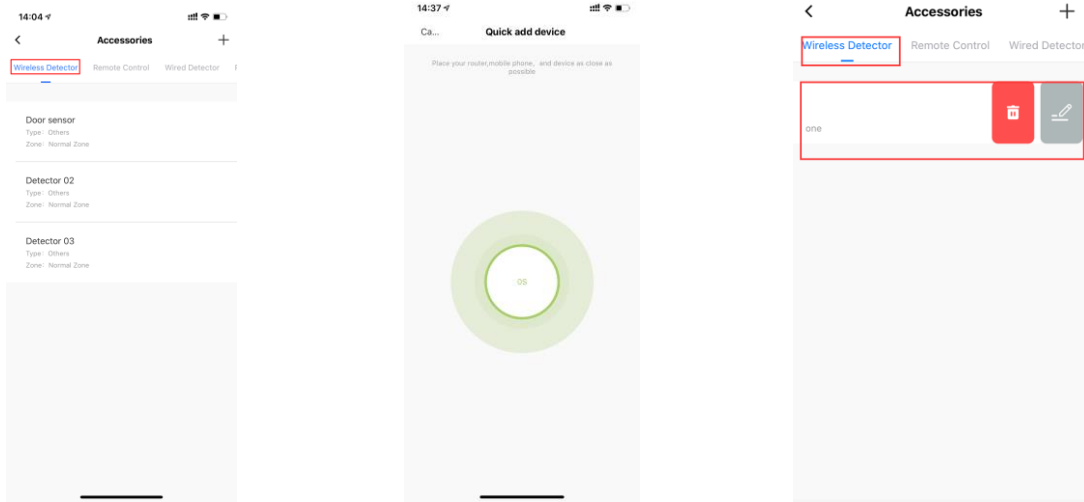 14:04
Accessories
Wireless Detector Remote Control Wired Detector
Door sensor
Type: Others
Zone: Normal Zone
Detector 02
Type: Others
Zone: Normal Zone
Detector 03
Type: Others
Zone: Normal Zone
14:37
Ca... Quick add device
Place your router,mobile phone, and device as close as
possible
0S
Accessories
Wireless Detector Remote Control Wired Detector
one